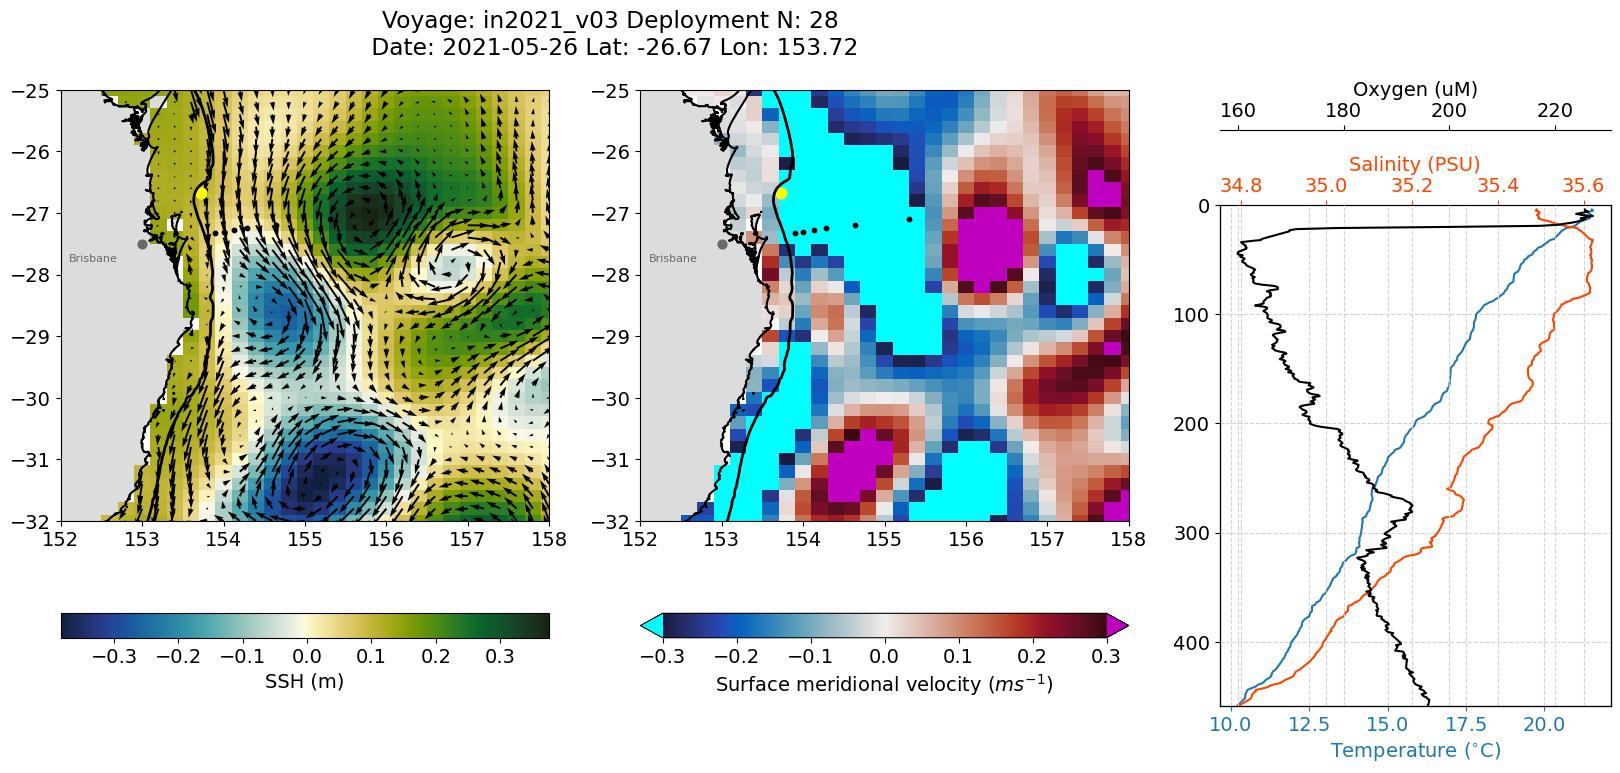 Voyage: in2021_v03 Deployment N: 28
Date: 2021-05-26 Lat: -26.67 Lon: 153.72
−25
−26
−27
−28
−29
−30
−31
−32
Brisbane
152 153 154 155 156 157 158
−0.3 −0.2 −0.1 0.0 0.1 0.2 0.3
SSH (m)
−25
−26
−27
−28
−29
−30
−31
−32
Brisbane
152 153 154 155 156 157 158
−0.3 −0.2 −0.1 0.0 0.1 0.2 0.3
Surface meridional velocity (ms⁻¹)
Oxygen (uM)
160 180 200 220
Salinity (PSU)
34.8 35.0 35.2 35.4 35.6
0
100
200
300
400
10.0 12.5 15.0 17.5 20.0
Temperature (°C)